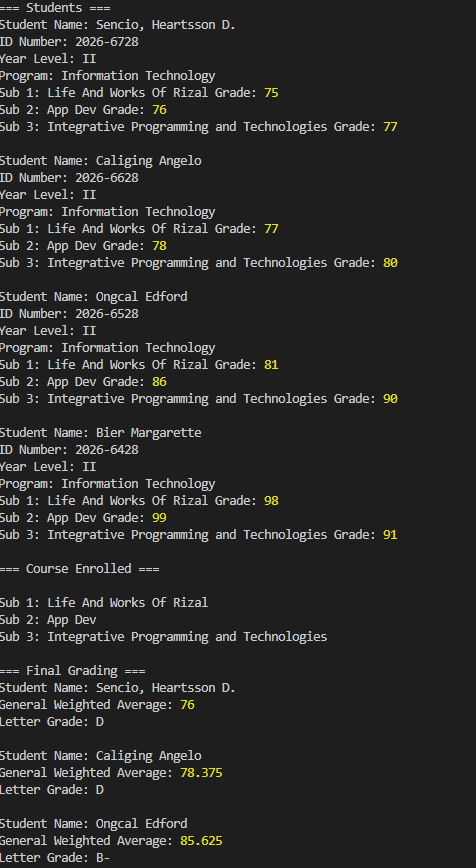 === Students ===
Student Name: Sencio, Heartsson D.
ID Number: 2026-6728
Year Level: II
Program: Information Technology
Sub 1: Life And Works Of Rizal Grade: 75
Sub 2: App Dev Grade: 76
Sub 3: Integrative Programming and Technologies Grade: 77

Student Name: Caliging Angelo
ID Number: 2026-6628
Year Level: II
Program: Information Technology
Sub 1: Life And Works Of Rizal Grade: 77
Sub 2: App Dev Grade: 78
Sub 3: Integrative Programming and Technologies Grade: 80

Student Name: Ongcal Edford
ID Number: 2026-6528
Year Level: II
Program: Information Technology
Sub 1: Life And Works Of Rizal Grade: 81
Sub 2: App Dev Grade: 86
Sub 3: Integrative Programming and Technologies Grade: 90

Student Name: Bier Margarette
ID Number: 2026-6428
Year Level: II
Program: Information Technology
Sub 1: Life And Works Of Rizal Grade: 98
Sub 2: App Dev Grade: 99
Sub 3: Integrative Programming and Technologies Grade: 91

=== Course Enrolled ===

Sub 1: Life And Works Of Rizal
Sub 2: App Dev
Sub 3: Integrative Programming and Technologies

=== Final Grading ===
Student Name: Sencio, Heartsson D.
General Weighted Average: 76
Letter Grade: D

Student Name: Caliging Angelo
General Weighted Average: 78.375
Letter Grade: D

Student Name: Ongcal Edford
General Weighted Average: 85.625
Letter Grade: B-